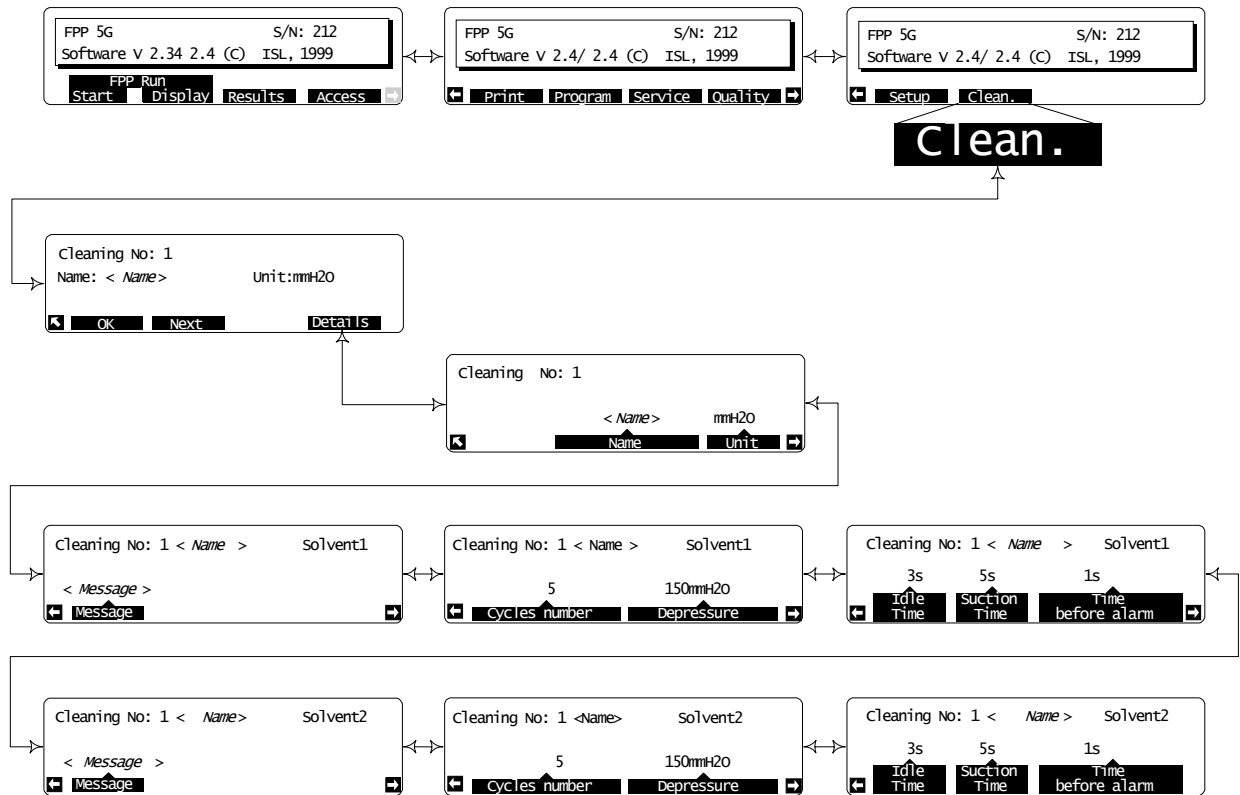 FPP 5G S/N: 212
Software V 2.34 2.4 (C) ISL, 1999
FPP Run
Start Display Results Access
FPP 5G S/N: 212
Software V 2.4/ 2.4 (C) ISL, 1999
Print Program Service Quality
FPP 5G S/N: 212
Software V 2.4/ 2.4 (C) ISL, 1999
Setup Clean.
Clean.
Cleaning No: 1
Name: < Name > Unit:mmH2O
OK Next Details
Cleaning No: 1
< Name > mmH2O
Name Unit
Cleaning No: 1 < Name > Solvent1
< Message >
Message
Cleaning No: 1 < Name > Solvent1
5 150mmH2O
Cycles number Depressure
Cleaning No: 1 < Name > Solvent1
3s 5s 1s
Idle Suction Time
Time Time before alarm
Cleaning No: 1 < Name > Solvent2
< Message >
Message
Cleaning No: 1 <Name> Solvent2
5 150mmH2O
Cycles number Depressure
Cleaning No: 1 < Name > Solvent2
3s 5s 1s
Idle Suction Time
Time Time before alarm